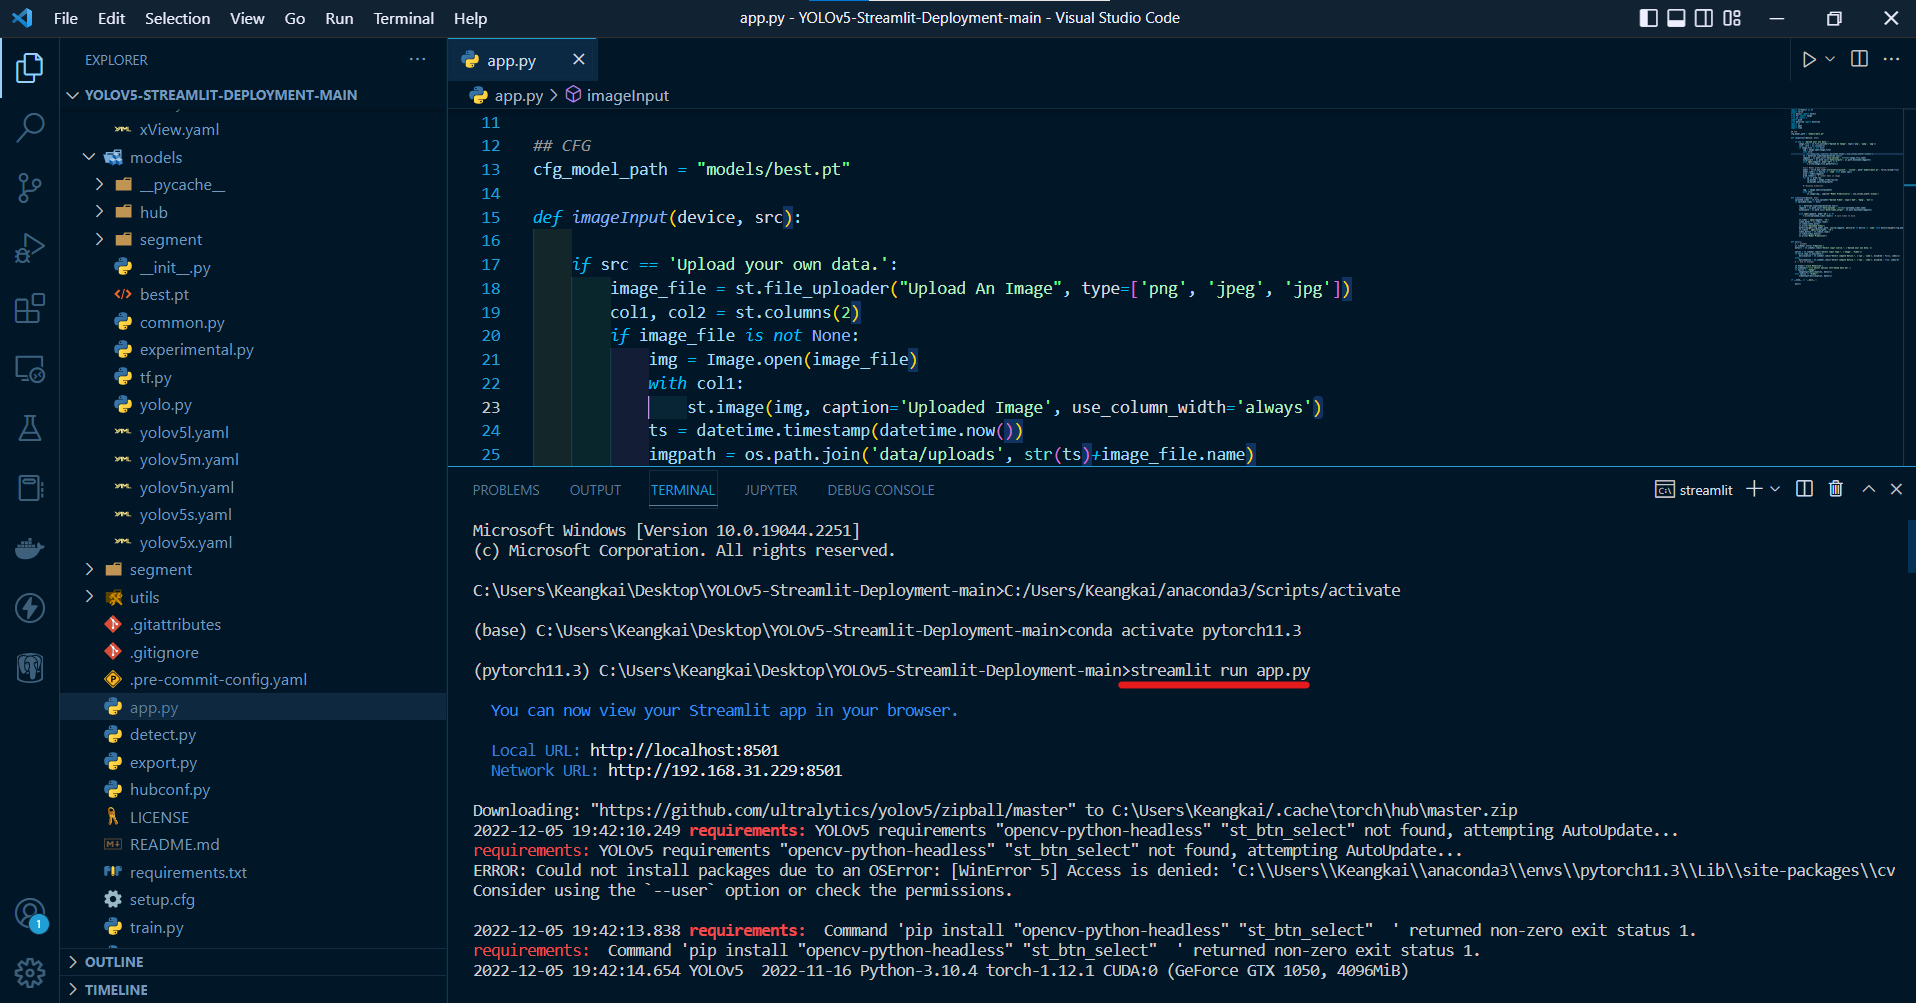 File Edit Selection View Go Run Terminal Help
app.py - YOLOv5-Streamlit-Deployment-main - Visual Studio Code
EXPLORER
YOLOV5-STREAMLIT-DEPLOYMENT-MAIN
xView.yaml
models
__pycache__
hub
segment
__init__.py
best.pt
common.py
experimental.py
tf.py
yolo.py
yolov5l.yaml
yolov5m.yaml
yolov5n.yaml
yolov5s.yaml
yolov5x.yaml
segment
utils
.gitattributes
.gitignore
.pre-commit-config.yaml
app.py
detect.py
export.py
hubconf.py
LICENSE
README.md
requirements.txt
setup.cfg
train.py
OUTLINE
TIMELINE
1
app.py
app.py > imageInput
11
12 ## CFG
13 cfg_model_path = "models/best.pt"
14
15 def imageInput(device, src):
16
17 if src == 'Upload your own data.':
18 image_file = st.file_uploader("Upload An Image", type=['png', 'jpeg', 'jpg'])
19 col1, col2 = st.columns(2)
20 if image_file is not None:
21 img = Image.open(image_file)
22 with col1:
23 st.image(img, caption='Uploaded Image', use_column_width='always')
24 ts = datetime.timestamp(datetime.now())
25 imgpath = os.path.join('data/uploads', str(ts)+image_file.name)
PROBLEMS OUTPUT TERMINAL JUPYTER DEBUG CONSOLE
streamlit
Microsoft Windows [Version 10.0.19044.2251]
(c) Microsoft Corporation. All rights reserved.
C:\Users\Keangkai\Desktop\YOLOv5-Streamlit-Deployment-main>C:/Users/Keangkai/anaconda3/Scripts/activate
(base) C:\Users\Keangkai\Desktop\YOLOv5-Streamlit-Deployment-main>conda activate pytorch11.3
(pytorch11.3) C:\Users\Keangkai\Desktop\YOLOv5-Streamlit-Deployment-main>streamlit run app.py
You can now view your Streamlit app in your browser.
Local URL: http://localhost:8501
Network URL: http://192.168.31.229:8501
Downloading: "https://github.com/ultralytics/yolov5/zipball/master" to C:\Users\Keangkai/.cache\torch\hub\master.zip
2022-12-05 19:42:10.249 requirements: YOLOv5 requirements "opencv-python-headless" "st_btn_select" not found, attempting AutoUpdate...
requirements: YOLOv5 requirements "opencv-python-headless" "st_btn_select" not found, attempting AutoUpdate...
ERROR: Could not install packages due to an OSError: [WinError 5] Access is denied: 'C:\\Users\\Keangkai\\anaconda3\\envs\\pytorch11.3\\Lib\\site-packages\\cv
Consider using the `--user` option or check the permissions.
2022-12-05 19:42:13.838 requirements: Command 'pip install "opencv-python-headless" "st_btn_select" ' returned non-zero exit status 1.
requirements: Command 'pip install "opencv-python-headless" "st_btn_select" ' returned non-zero exit status 1.
2022-12-05 19:42:14.654 YOLOv5 2022-11-16 Python-3.10.4 torch-1.12.1 CUDA:0 (GeForce GTX 1050, 4096MiB)